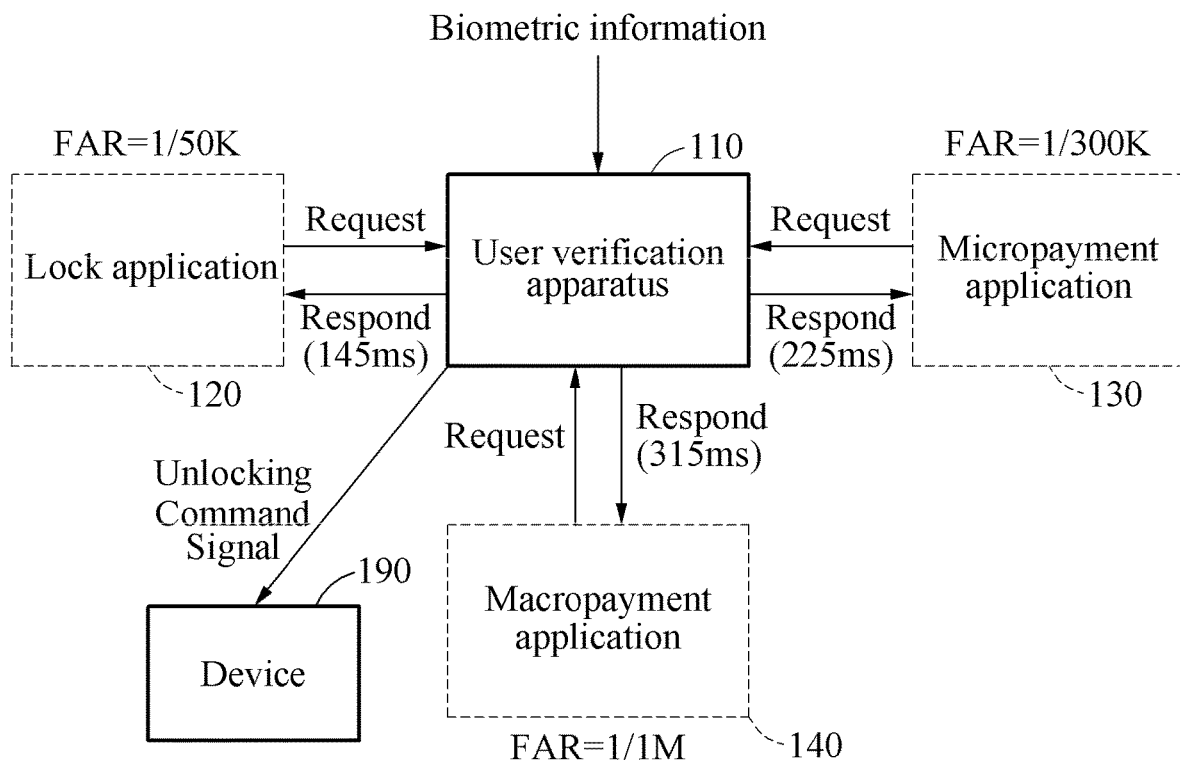 Biometric information
FAR=1/50K
110
FAR=1/300K
Lock application
Request
Respond
(145ms)
120
User verification
apparatus
Request
Respond
(225ms)
Micropayment
application
130
Request
Respond
(315ms)
Unlocking
Command
Signal
190
Device
Macropayment
application
140
FAR=1/1M